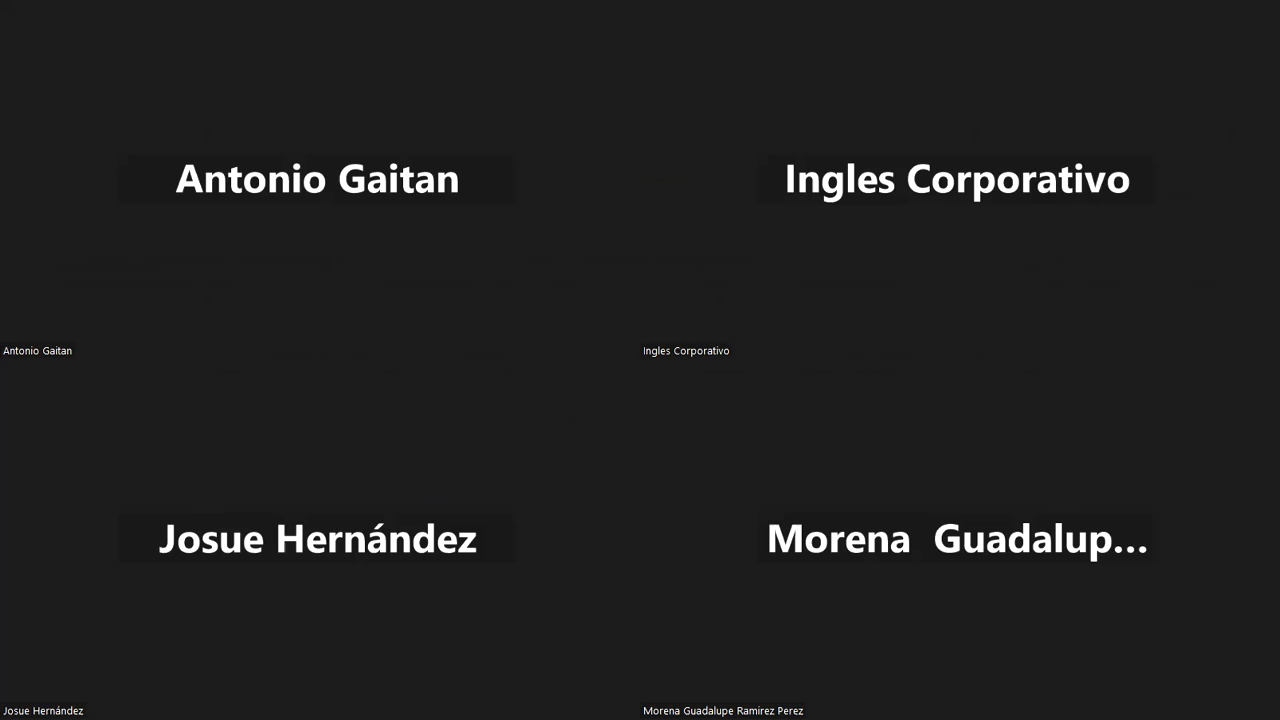 Antonio Gaitan
Ingles Corporativo
Antonio Gaitan
Ingles Corporativo
Josue Hernández
Morena  Guadalup...
Josue Hernández
Morena Guadalupe Ramirez Perez